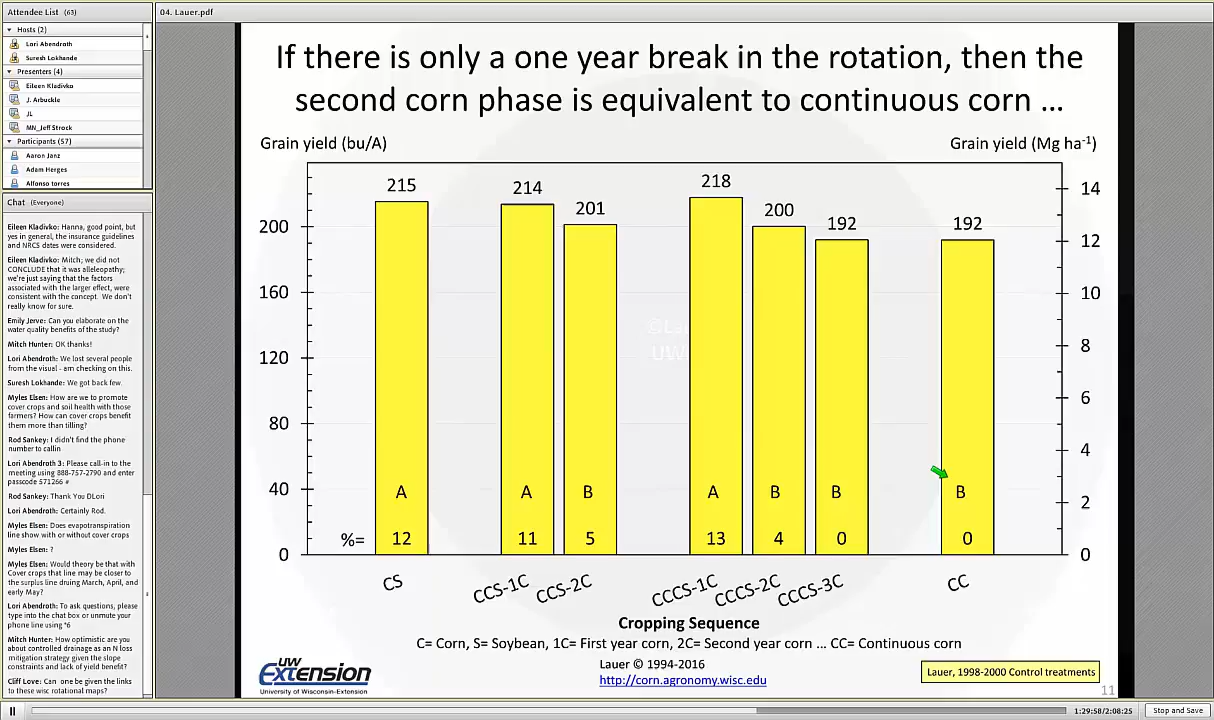 Attendee List (63)
Hosts (2)
Lori Abendroth
Suresh Lokhande
Presenters (4)
Eileen Kladivko
J. Arbuckle
JL
MN_Jeff Strock
Participants (57)
Aaron Janz
Adam Herges
Alfonso torres
Chat (Everyone)
Eileen Kladivko: Hanna, good point, but
yes in general, the insurance guidelines
and NRCS dates were considered.
Eileen Kladivko: Mitch; we did not
CONCLUDE that it was alleleopathy;
we're just saying that the factors
associated with the larger effect, were
consistent with the concept. We don't
really know for sure.
Emily Jerve: Can you elaborate on the
water quality benefits of the study?
Mitch Hunter: OK thanks!
Lori Abendroth: We lost several people
from the visual - am checking on this.
Suresh Lokhande: We got back few.
Myles Elsen: How are we to promote
cover crops and soil health with those
farmers? How can cover crops benefit
them more than tilling?
Rod Sankey: I didn't find the phone
number to callin
Lori Abendroth 3: Please call-in to the
meeting using 888-757-2790 and enter
passcode 571266 #
Rod Sankey: Thank You DLori
Lori Abendroth: Certainly Rod.
Myles Elsen: Does evapotranspiration
line show with or without cover crops
Myles Elsen: ?
Myles Elsen: Would theory be that with
Cover crops that line may be closer to
the surplus line druing March, April, and
early May?
Lori Abendroth: To ask questions, please
type into the chat box or unmute your
phone line using *6
Mitch Hunter: How optimistic are you
about controlled drainage as an N loss
mitigation strategy given the slope
constraints and lack of yield benefit?
Cliff Love: Can one be given the links
to these wisc rotational maps?
04. Lauer.pdf
If there is only a one year break in the rotation, then the
second corn phase is equivalent to continuous corn ...
Grain yield (bu/A)
Grain yield (Mg ha-1)
215 214 201 218 200 192 192
200 160 120 80 40 0
14 12 10 8 6 4 2 0
©Lau
UW
A A B A B B B
%= 12 11 5 13 4 0 0
CS CCS-1C CCS-2C CCCS-1C CCCS-2C CCCS-3C CC
Cropping Sequence
C= Corn, S= Soybean, 1C= First year corn, 2C= Second year corn ... CC= Continuous corn
UW
Extension
University of Wisconsin-Extension
Lauer © 1994-2016
http://corn.agronomy.wisc.edu
Lauer, 1998-2000 Control treatments
11
1:29:58/2:08:25
Stop and Save